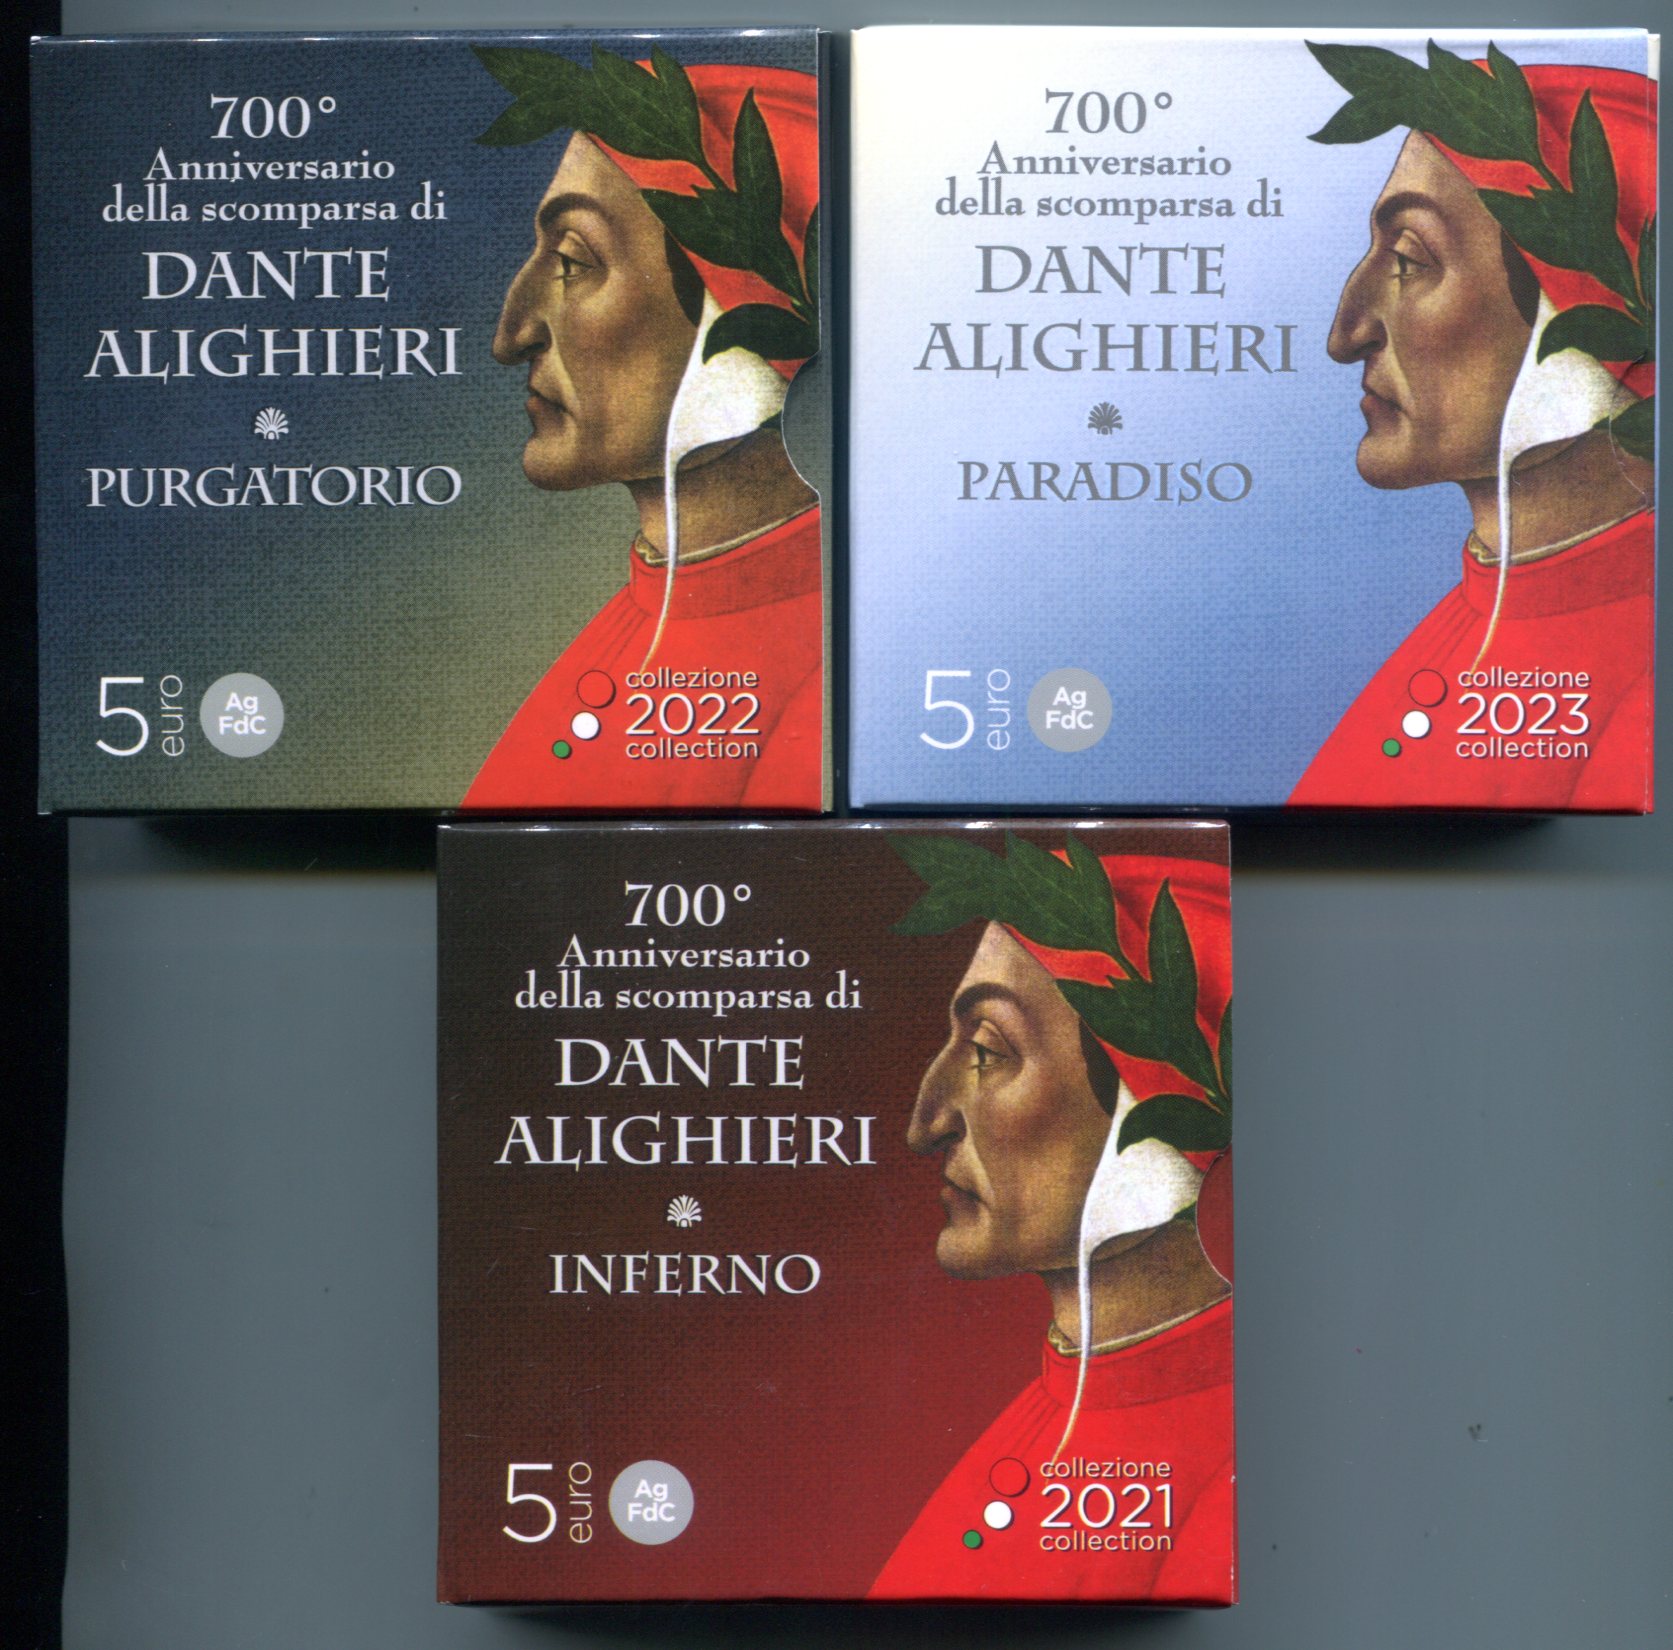 700°
Anniversario
della scomparsa di
DANTE
ALIGHIERI
PURGATORIO
5 euro
Ag
FdC
collezione
2022
collection
700°
Anniversario
della scomparsa di
DANTE
ALIGHIERI
PARADISO
5 euro
Ag
FdC
collezione
2023
collection
700°
Anniversario
della scomparsa di
DANTE
ALIGHIERI
INFERNO
5 euro
Ag
FdC
collezione
2021
collection